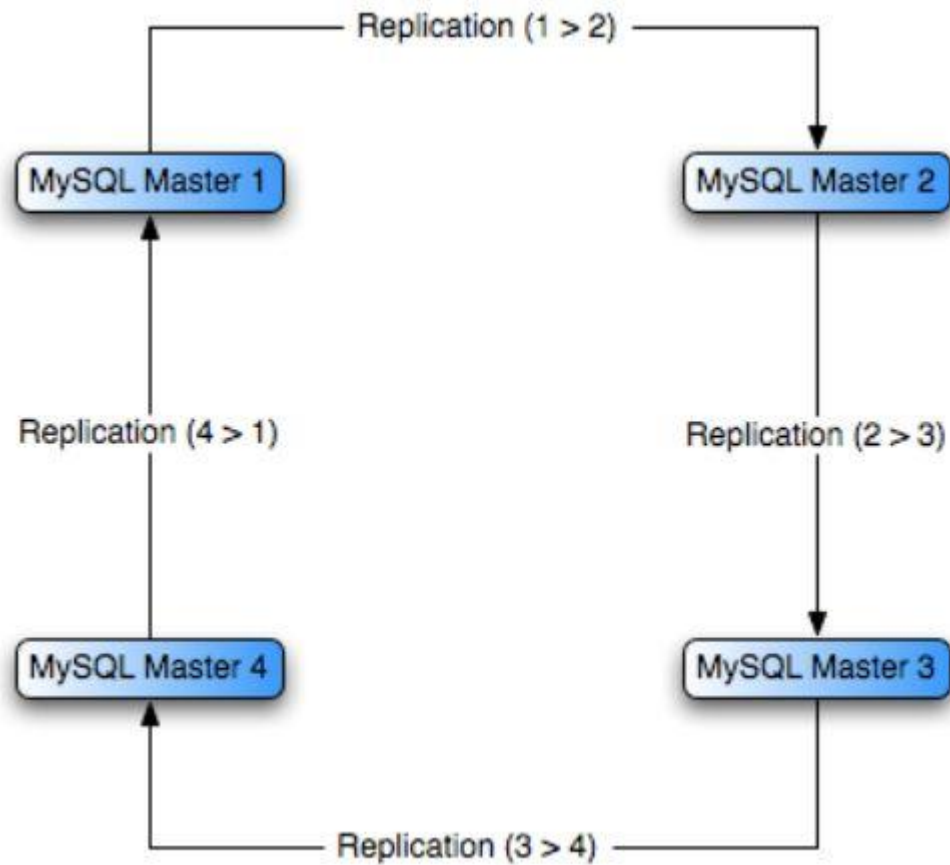 Replication (1 > 2)
MySQL Master 1
MySQL Master 2
Replication (4 > 1)
Replication (2 > 3)
MySQL Master 4
MySQL Master 3
Replication (3 > 4)